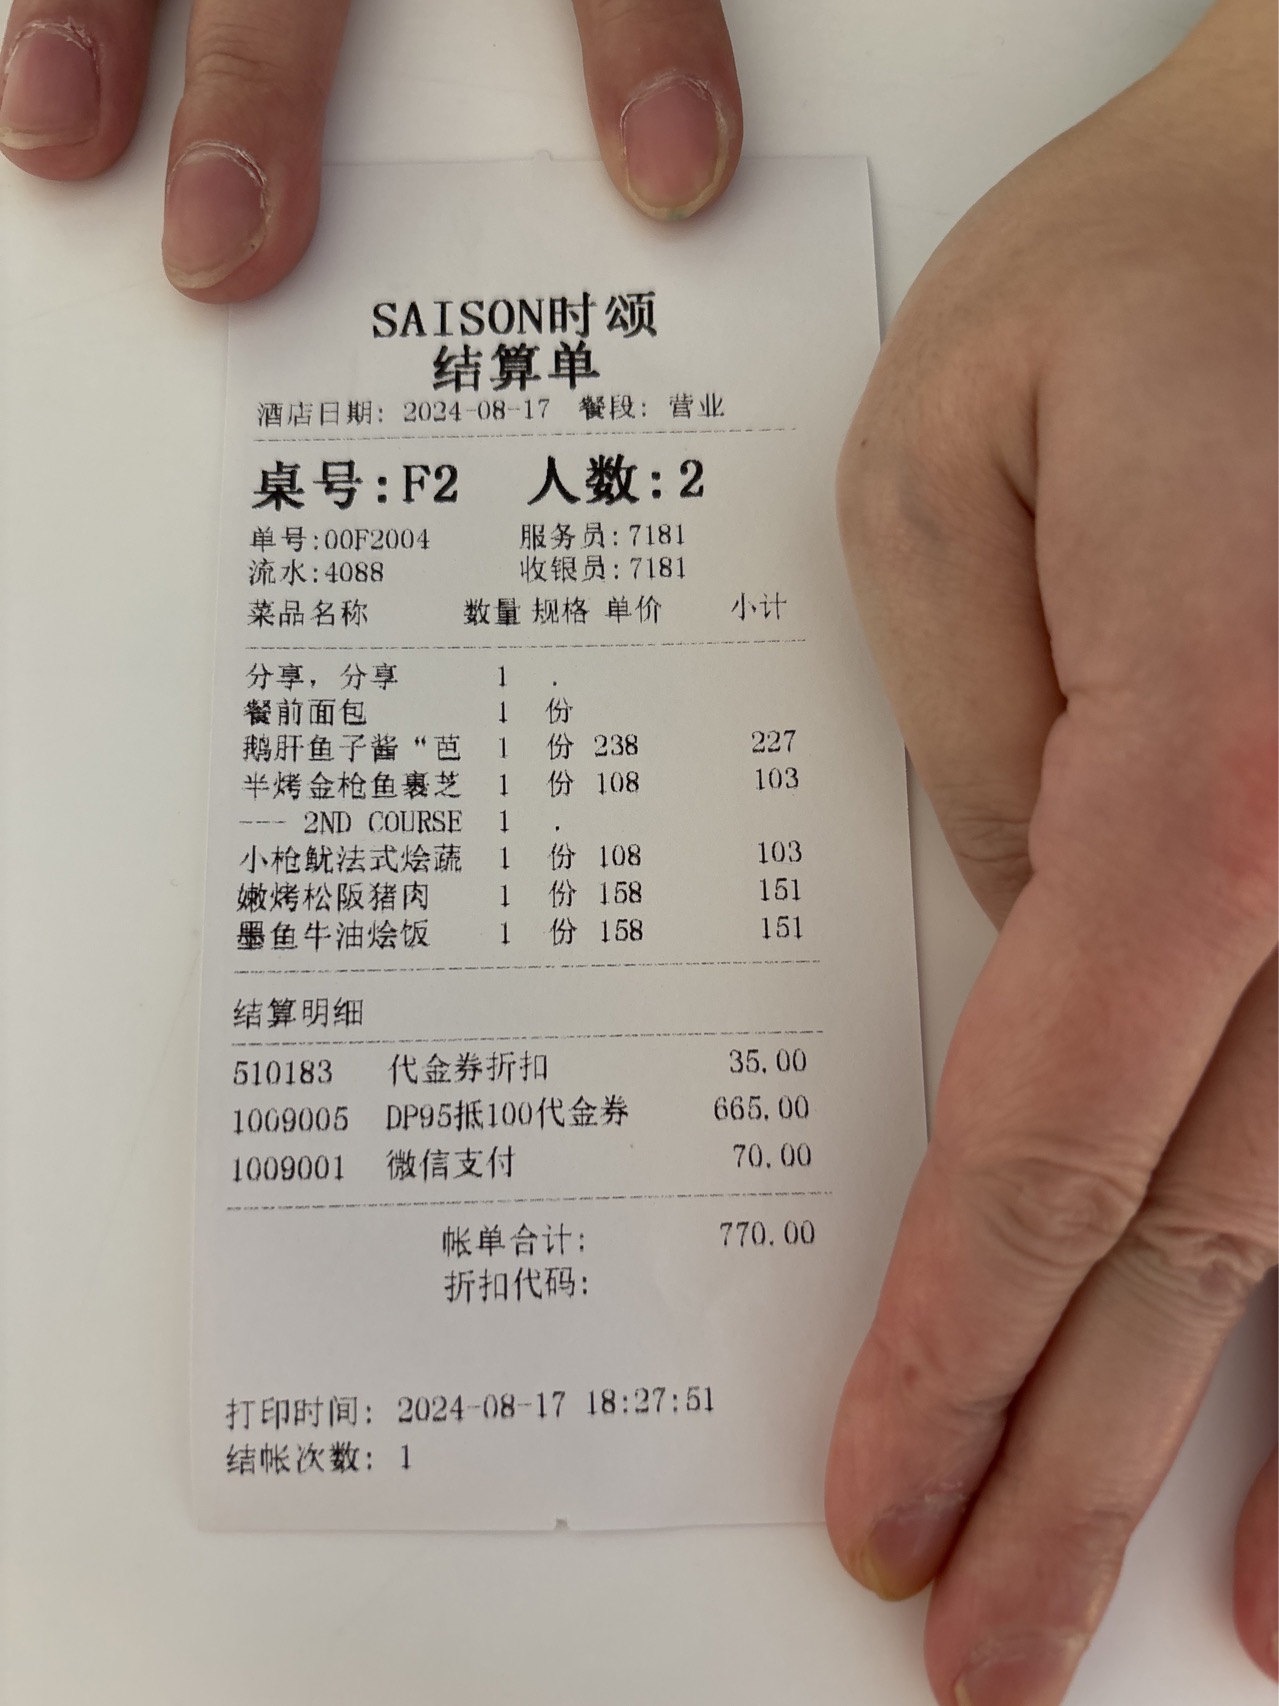 SAISON时颂
结算单
酒店日期: 2024-08-17 餐段: 营业
桌号:F2 人数:2
单号:00F2004 服务员:7181
流水:4088 收银员:7181
菜品名称 数量 规格 单价 小计
分享, 分享 1 .
餐前面包 1 份
鹅肝鱼子酱“芭 1 份 238 227
半烤金枪鱼裹芝 1 份 108 103
--- 2ND COURSE 1 .
小枪鱿法式烩蔬 1 份 108 103
嫩烤松阪猪肉 1 份 158 151
墨鱼牛油烩饭 1 份 158 151
结算明细
510183 代金券折扣 35.00
1009005 DP95抵100代金券 665.00
1009001 微信支付 70.00
帐单合计: 770.00
折扣代码:
打印时间: 2024-08-17 18:27:51
结帐次数: 1